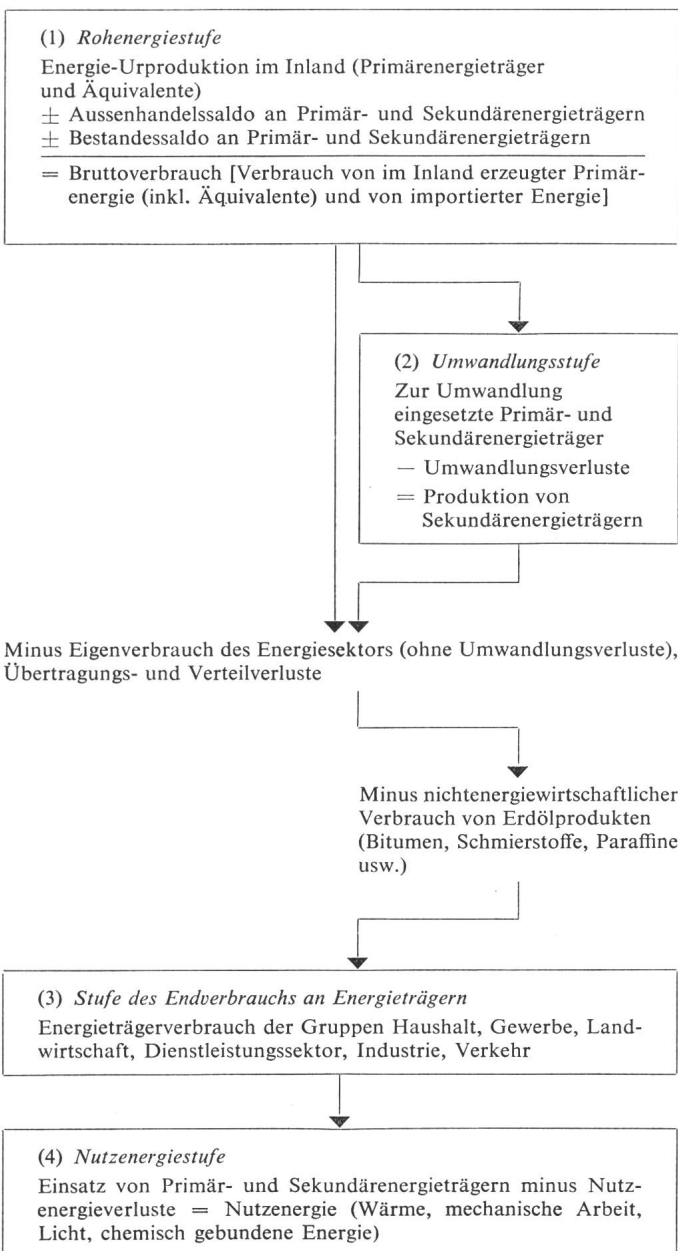 (1) Rohenergiestufe
Energie-Urproduktion im Inland (Primärenergieträger
und Äquivalente)
± Aussenhandelssaldo an Primär- und Sekundärenergieträgern
± Bestandessaldo an Primär- und Sekundärenergieträgern
= Bruttoverbrauch [Verbrauch von im Inland erzeugter Primär-
energie (inkl. Äquivalente) und von importierter Energie]
(2) Umwandlungsstufe
Zur Umwandlung
eingesetzte Primär- und
Sekundärenergieträger
— Umwandlungsverluste
= Produktion von
Sekundärenergieträgern
Minus Eigenverbrauch des Energiesektors (ohne Umwandlungsverluste),
Übertragungs- und Verteilverluste
Minus nichtenergiewirtschaftlicher
Verbrauch von Erdölprodukten
(Bitumen, Schmierstoffe, Paraffine
usw.)
(3) Stufe des Endverbrauchs an Energieträgern
Energieträgerverbrauch der Gruppen Haushalt, Gewerbe, Land-
wirtschaft, Dienstleistungssektor, Industrie, Verkehr
(4) Nutzenergiestufe
Einsatz von Primär- und Sekundärenergieträgern minus Nutz-
energieverluste = Nutzenergie (Wärme, mechanische Arbeit,
Licht, chemisch gebundene Energie)